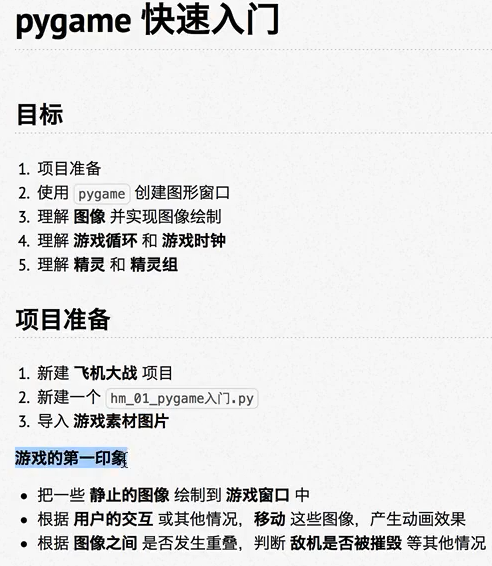 pygame 快速入门
目标
1. 项目准备
2. 使用 pygame 创建图形窗口
3. 理解 图像 并实现图像绘制
4. 理解 游戏循环 和 游戏时钟
5. 理解 精灵 和 精灵组
项目准备
1. 新建 飞机大战 项目
2. 新建一个 hm_01_pygame入门.py
3. 导入 游戏素材图片
游戏的第一印象
• 把一些 静止的图像 绘制到 游戏窗口 中
• 根据 用户的交互 或其他情况，移动 这些图像，产生动画效果
• 根据 图像之间 是否发生重叠，判断 敌机是否被摧毁 等其他情况